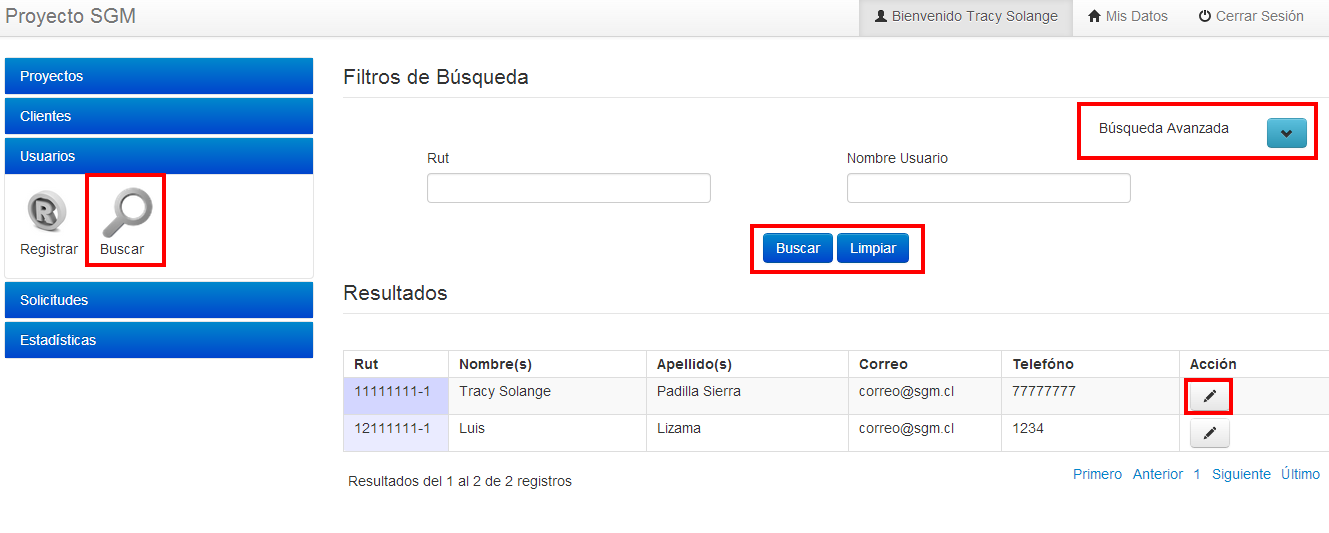 Proyecto SGM
Bienvenido Tracy Solange Mis Datos Cerrar Sesión
Proyectos
Clientes
Usuarios
Registrar Buscar
Solicitudes
Estadísticas
Filtros de Búsqueda
Búsqueda Avanzada
Rut Nombre Usuario
Buscar Limpiar
Resultados
Rut Nombre(s) Apellido(s) Correo Telefóno Acción
11111111-1 Tracy Solange Padilla Sierra correo@sgm.cl 77777777
12111111-1 Luis Lizama correo@sgm.cl 1234
Resultados del 1 al 2 de 2 registros
Primero Anterior 1 Siguiente Último